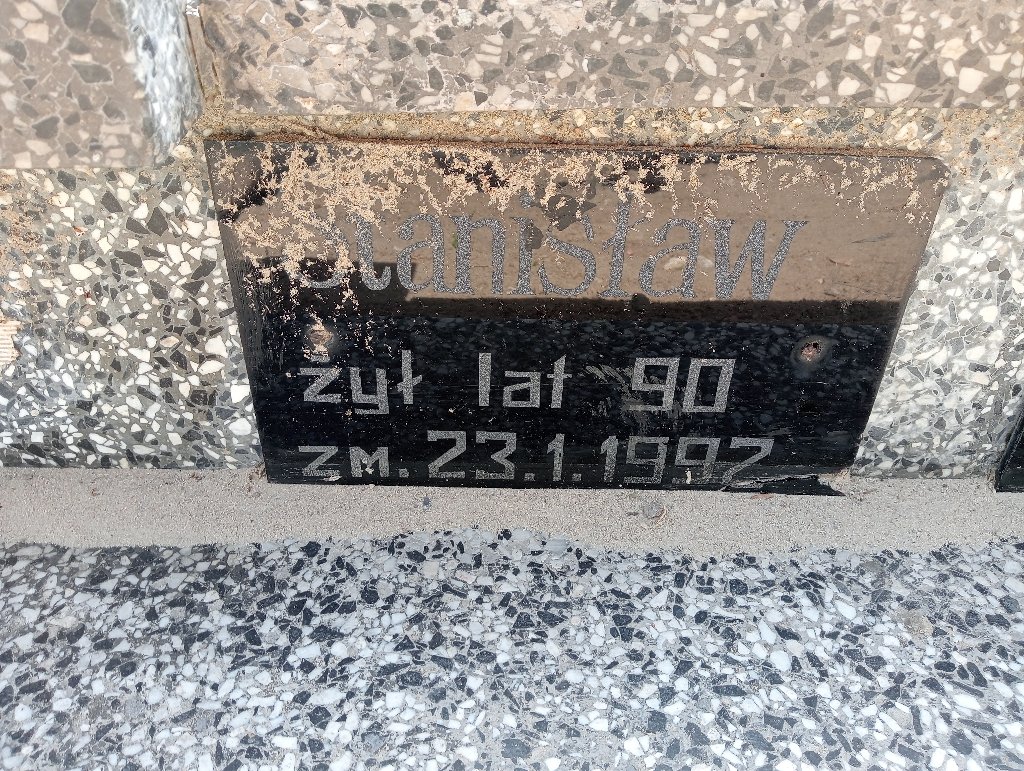 Stanisław
żył lat 90
zm. 23.1.1992